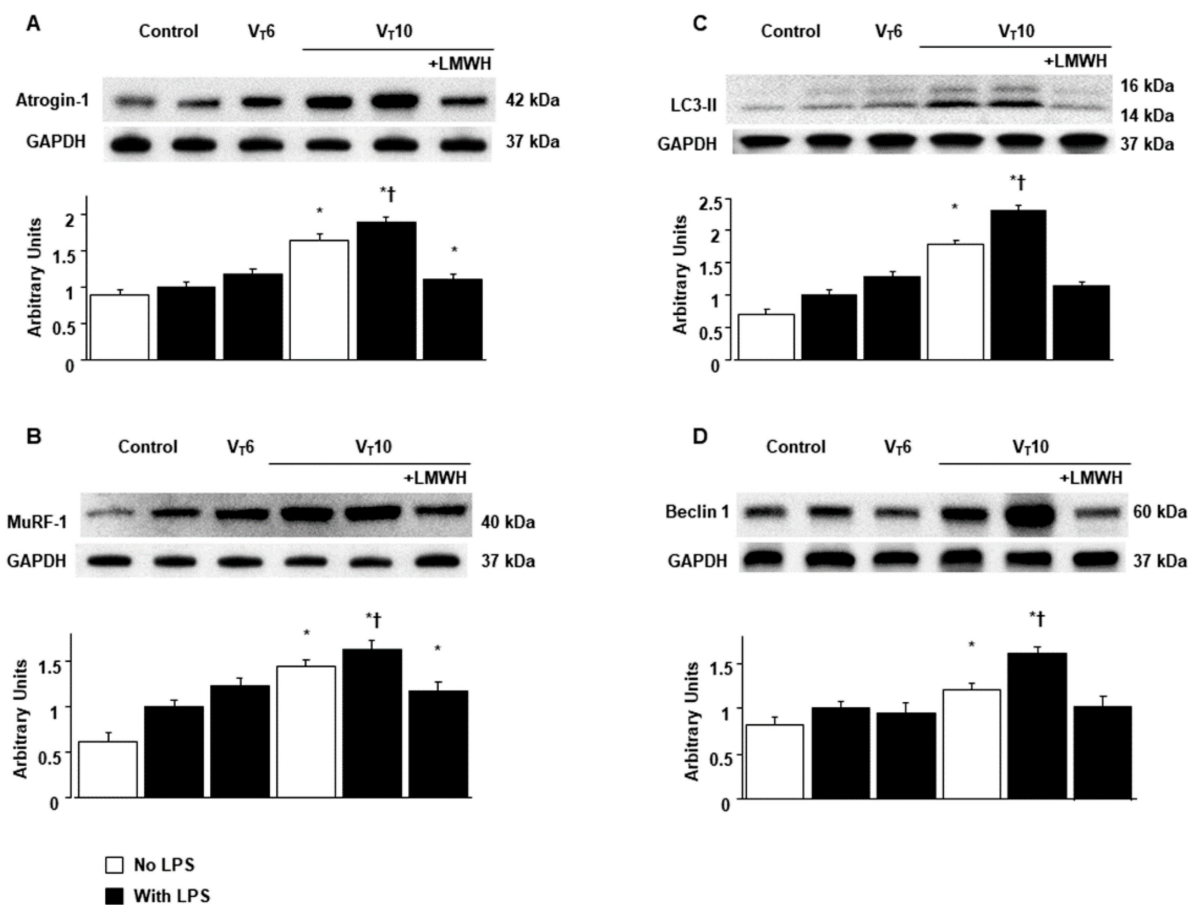 A
Control VT6 VT10
+LMWH
Atrogin-1 42 kDa
GAPDH 37 kDa
* *† *
Arbitrary Units
2
1.5
1
0.5
0
B
Control VT6 VT10
+LMWH
MuRF-1 40 kDa
GAPDH 37 kDa
* *† *
Arbitrary Units
1.5
1
0.5
0
No LPS
With LPS
C
Control VT6 VT10
+LMWH
LC3-II 16 kDa
14 kDa
GAPDH 37 kDa
* *†
Arbitrary Units
2.5
2
1.5
1
0.5
0
D
Control VT6 VT10
+LMWH
Beclin 1 60 kDa
GAPDH 37 kDa
* *†
Arbitrary Units
1.5
1
0.5
0